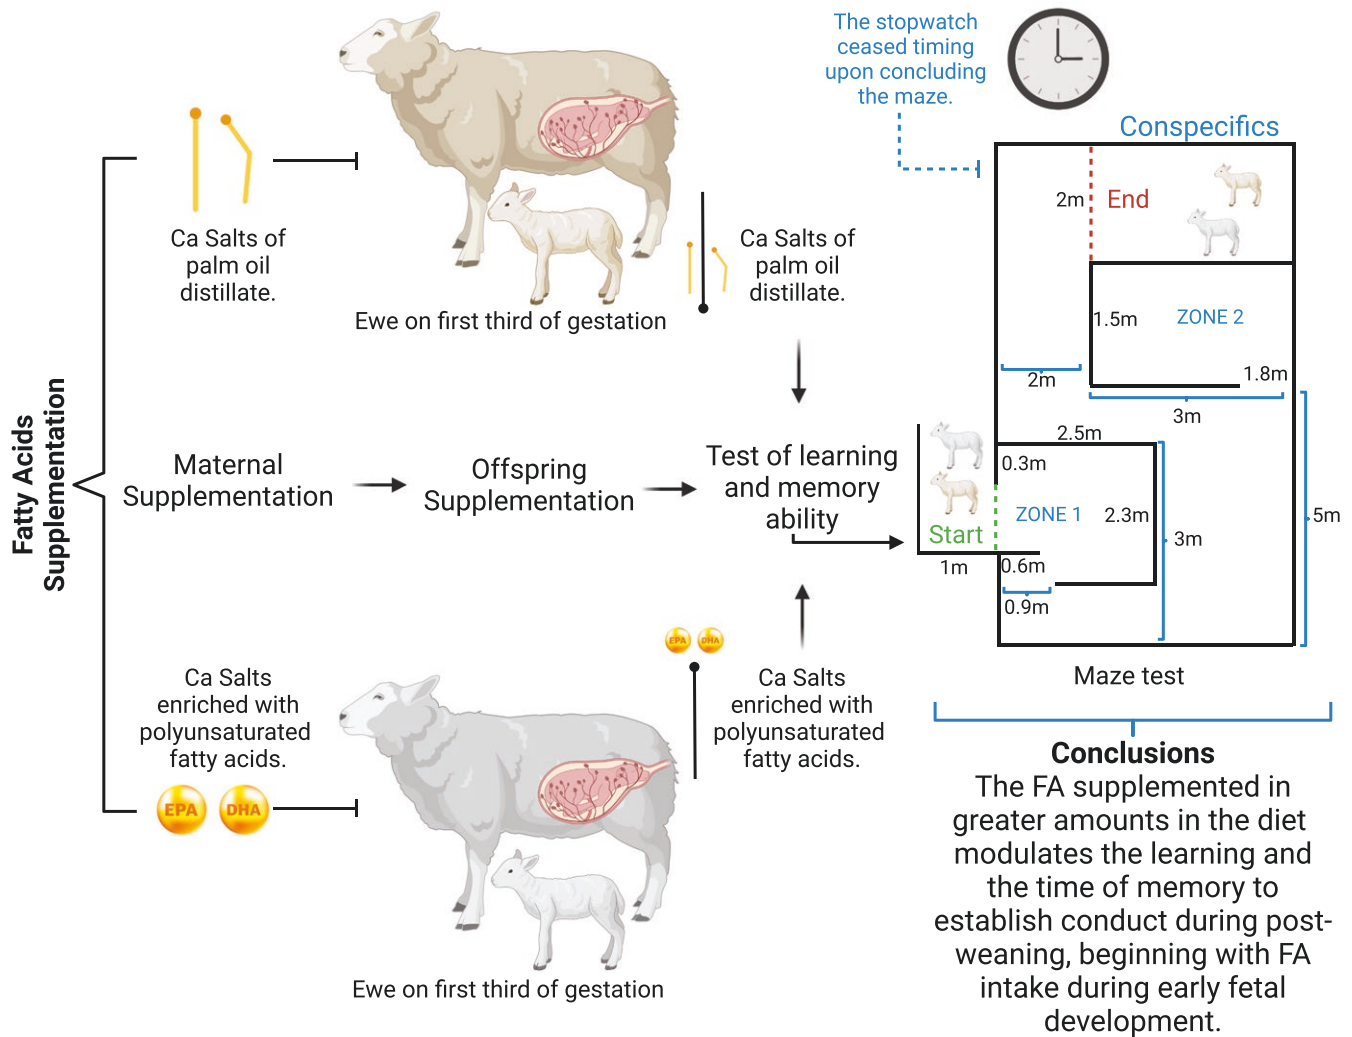 The stopwatch
ceased timing
upon concluding
the maze.
Conspecifics
2m
End
1.5m
ZONE 2
1.8m
2m
3m
2.5m
0.3m
ZONE 1
2.3m
3m
5m
Start
1m
0.6m
0.9m
Maze test
Fatty Acids
Supplementation
Ca Salts of
palm oil
distillate.
Ewe on first third of gestation
Ca Salts of
palm oil
distillate.
Maternal
Supplementation
Offspring
Supplementation
Test of learning
and memory
ability
Ca Salts
enriched with
polyunsaturated
fatty acids.
EPA
DHA
Ewe on first third of gestation
EPA
DHA
Ca Salts
enriched with
polyunsaturated
fatty acids.
Conclusions
The FA supplemented in
greater amounts in the diet
modulates the learning and
the time of memory to
establish conduct during post-
weaning, beginning with FA
intake during early fetal
development.